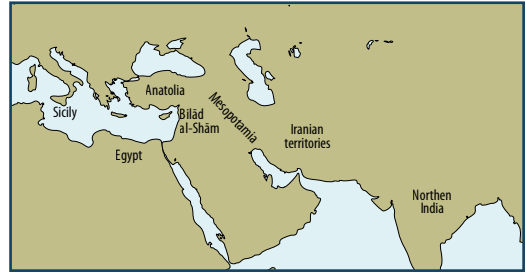 Anatolia
Sicily
Bilād
al-Shām
Mesopotamia
Egypt
Iranian
territories
Northen
India